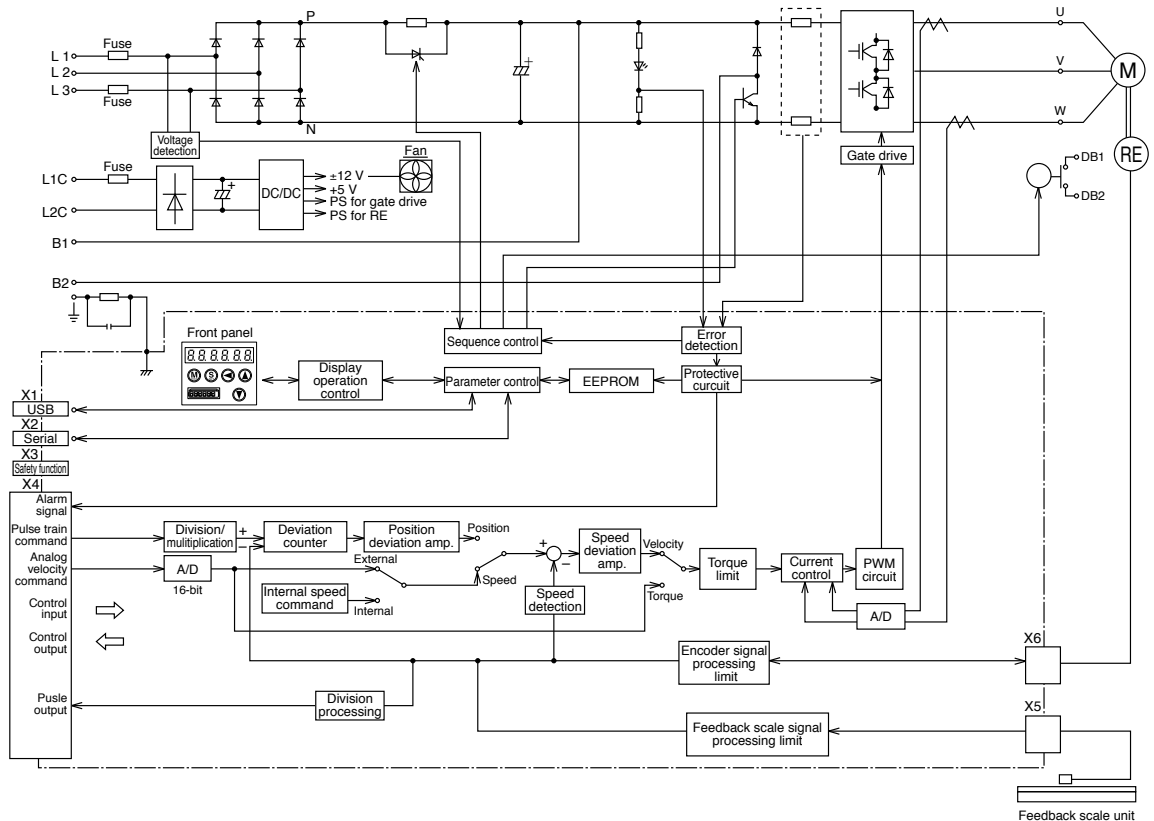 P
U
Fuse
L 1
L 2
V
M
L 3
Fuse
W
N
Voltage
detection
Gate drive
RE
Fuse
Fan
DB1
L1C
±12 V
+5 V
DC/DC
PS for gate drive
DB2
L2C
PS for RE
B1
B2
Front panel
Sequence control
Error
detection
8.8.8.8.8.8.
M S
Display
operation
control
Parameter control
EEPROM
Protective
curcuit
X1
USB
X2
Serial
X3
Safety function
X4
Alarm
signal
Pulse train
command
Division/
muitiplication
+
−
Deviation
counter
Position
deviation amp.
Position
+
−
Speed
deviation
amp.
Velocity
Analog
velocity
command
A/D
16-bit
External
Speed
Torque
limit
Current
control
PWM
circuit
Internal speed
command
Internal
Speed
detection
Torque
A/D
Control
input
Control
output
Encoder signal
processing
limit
X6
Pusle
output
Division
processing
Feedback scale signal
processing limit
X5
Feedback scale unit